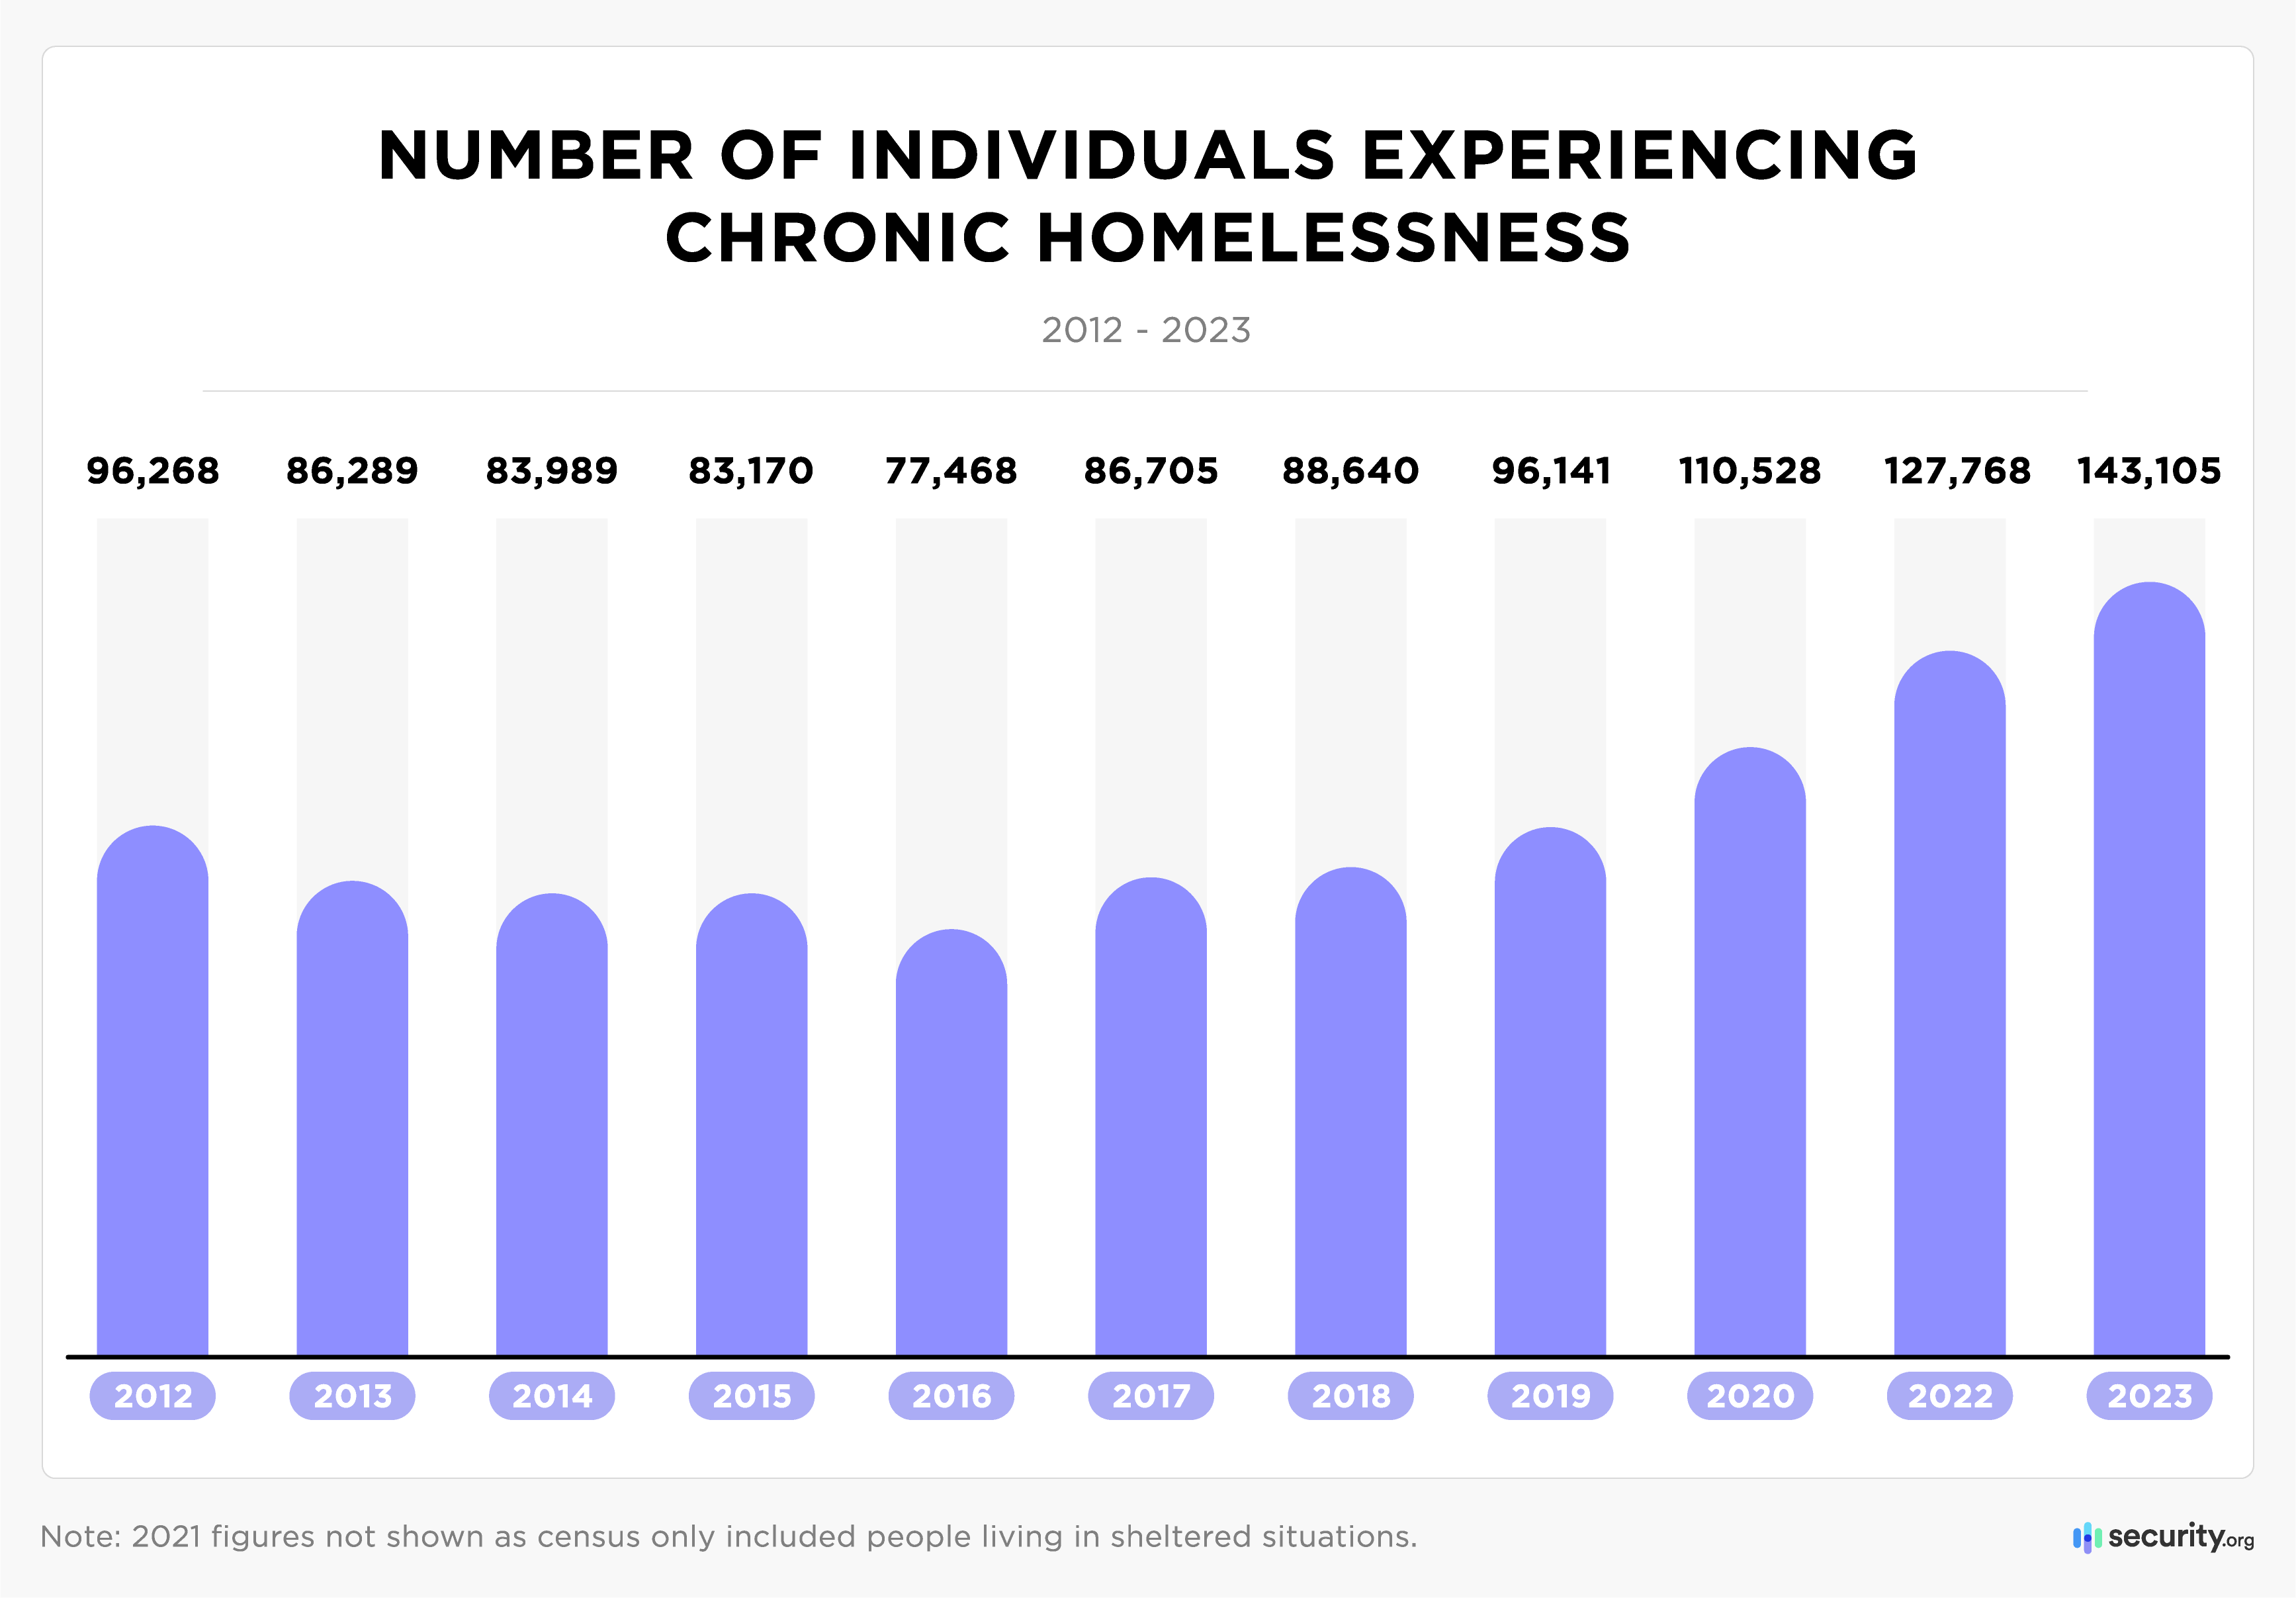 NUMBER OF INDIVIDUALS EXPERIENCING
CHRONIC HOMELESSNESS
2012 - 2023
96,268 86,289 83,989 83,170 77,468 86,705 88,640 96,141 110,528 127,768 143,105
2012 2013 2014 2015 2016 2017 2018 2019 2020 2022 2023
Note: 2021 figures not shown as census only included people living in sheltered situations.
security.org